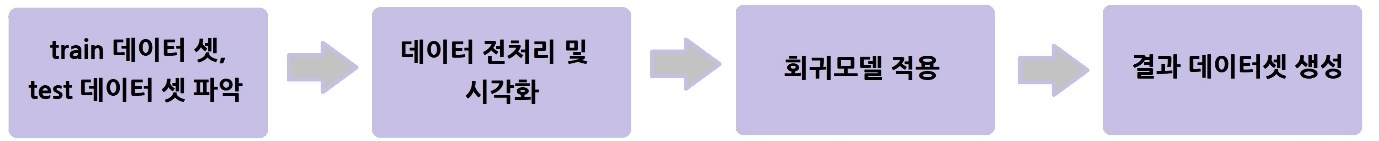 train 데이터 셋,
test 데이터 셋 파악
데이터 전처리 및
시각화
회귀모델 적용
결과 데이터셋 생성